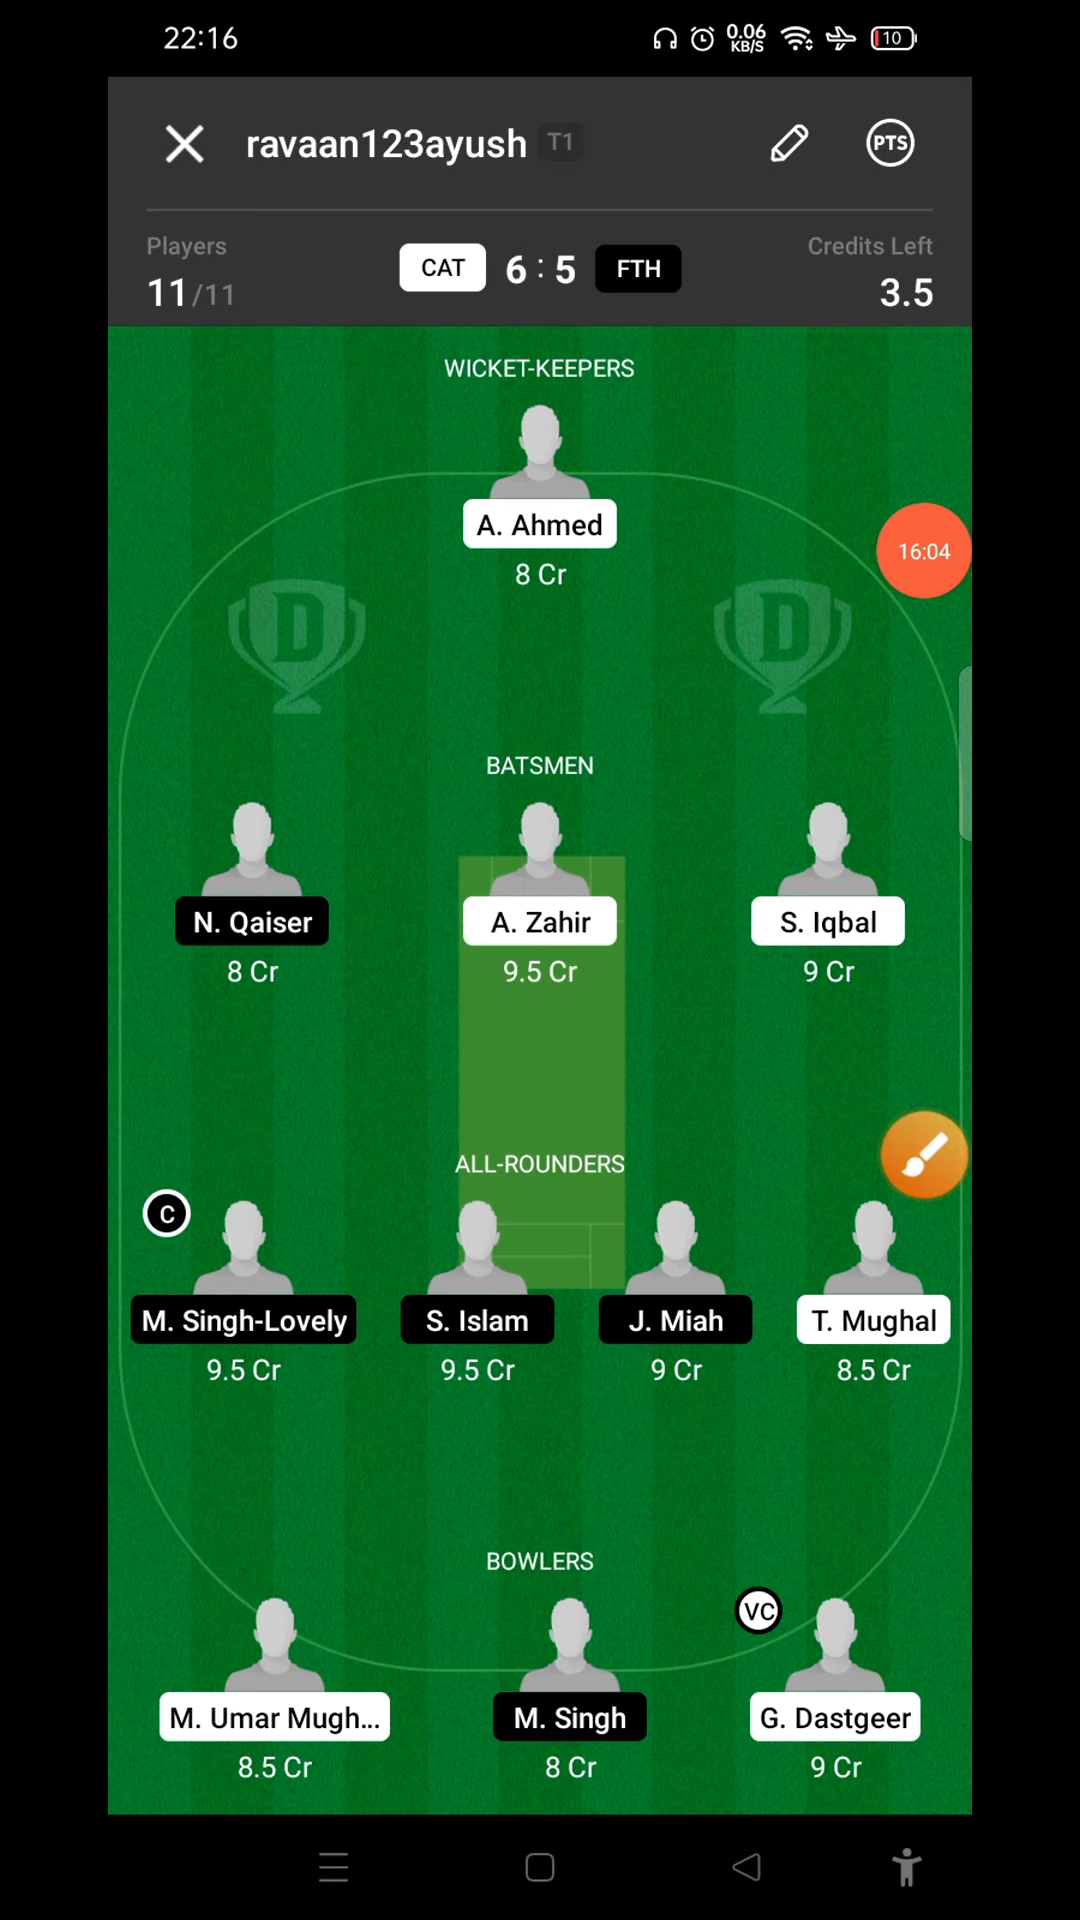 22:16
0.06
KB/S
10
ravaan123ayush T1
PTS
Players
Credits Left
11/11
CAT 6 : 5 FTH
3.5
WICKET-KEEPERS
A. Ahmed
8 Cr
16:04
D D
BATSMEN
N. Qaiser A. Zahir S. Iqbal
8 Cr 9.5 Cr 9 Cr
ALL-ROUNDERS
C
M. Singh-Lovely S. Islam J. Miah T. Mughal
9.5 Cr 9.5 Cr 9 Cr 8.5 Cr
BOWLERS
VC
M. Umar Mugh... M. Singh G. Dastgeer
8.5 Cr 8 Cr 9 Cr